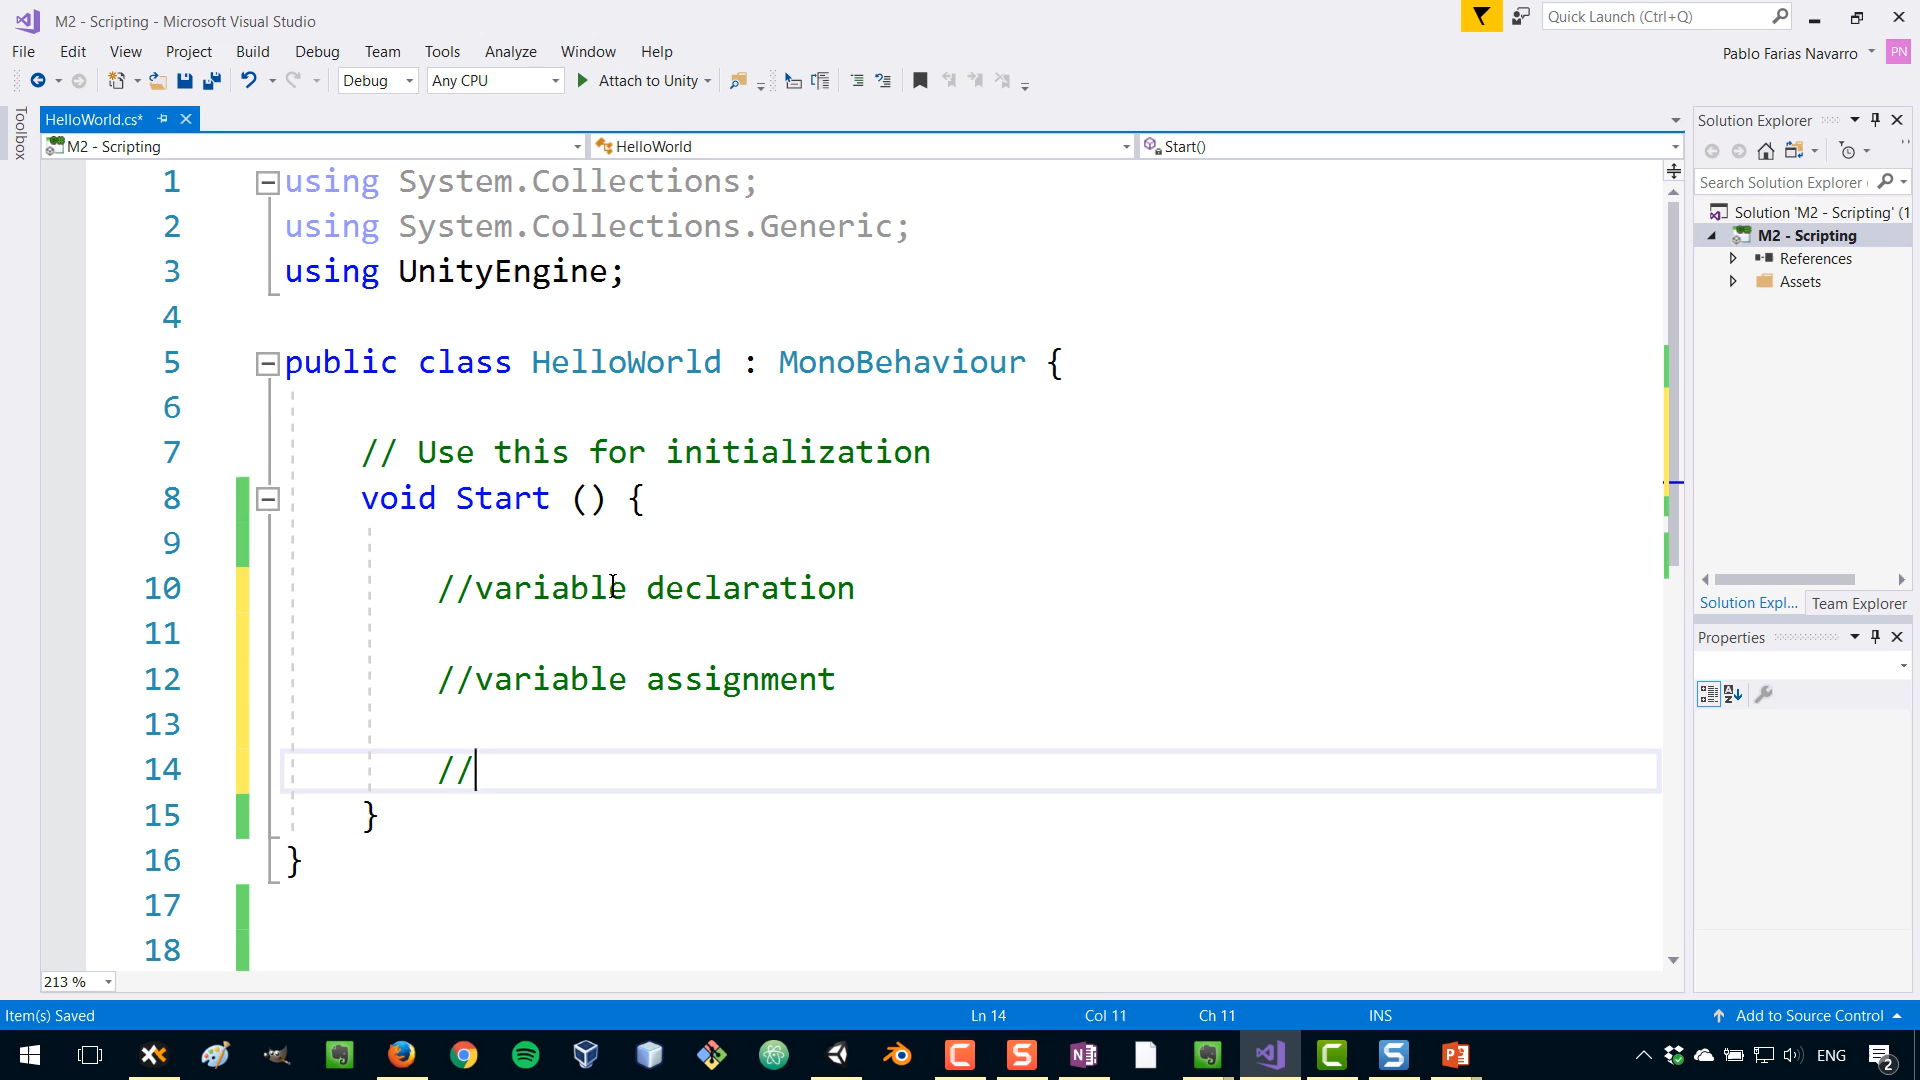 M2 - Scripting - Microsoft Visual Studio
Quick Launch (Ctrl+Q)
File Edit View Project Build Debug Team Tools Analyze Window Help
Pablo Farias Navarro PN
Debug Any CPU Attach to Unity
Toolbox
HelloWorld.cs*
M2 - Scripting HelloWorld Start()
1 using System.Collections;
2 using System.Collections.Generic;
3 using UnityEngine;
4
5 public class HelloWorld : MonoBehaviour {
6
7 // Use this for initialization
8 void Start () {
9
10 //variable declaration
11
12 //variable assignment
13
14 //
15 }
16 }
17
18
213 %
Solution Explorer
Search Solution Explorer (
Solution 'M2 - Scripting' (1
M2 - Scripting
References
Assets
Solution Expl... Team Explorer
Properties
Item(s) Saved Ln 14 Col 11 Ch 11 INS Add to Source Control
ENG 2